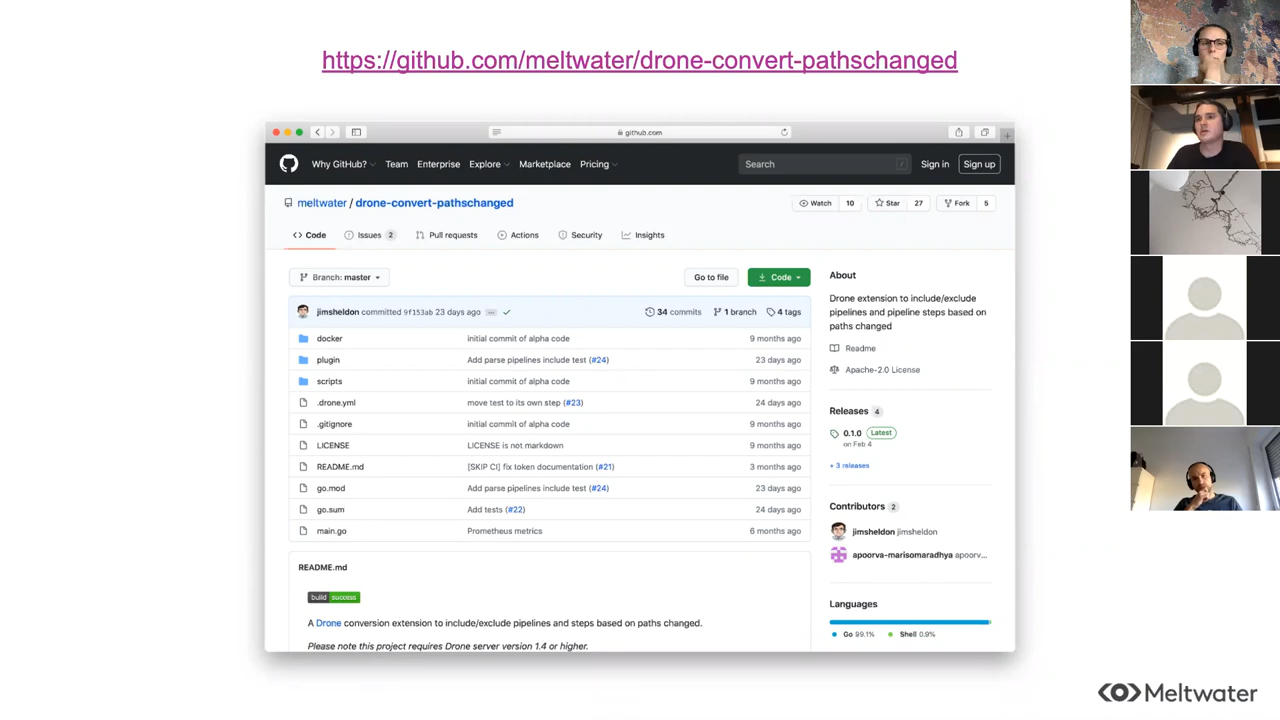 https://github.com/meltwater/drone-convert-pathschanged
github.com
Why GitHub? Team Enterprise Explore Marketplace Pricing
Search /
Sign in Sign up
meltwater / drone-convert-pathschanged
Watch 10 Star 27 Fork 5
Code Issues 2 Pull requests Actions Security Insights
Branch: master
Go to file Code
jimsheldon committed 9f153ab 23 days ago ... 34 commits 1 branch 4 tags
docker initial commit of alpha code 9 months ago
plugin Add parse pipelines include test (#24) 23 days ago
scripts initial commit of alpha code 9 months ago
.drone.yml move test to its own step (#23) 24 days ago
.gitignore initial commit of alpha code 9 months ago
LICENSE LICENSE is not markdown 9 months ago
README.md [SKIP CI] fix token documentation (#21) 3 months ago
go.mod Add parse pipelines include test (#24) 23 days ago
go.sum Add tests (#22) 24 days ago
main.go Prometheus metrics 6 months ago
README.md
build success
A Drone conversion extension to include/exclude pipelines and steps based on paths changed.
Please note this project requires Drone server version 1.4 or higher.
About
Drone extension to include/exclude
pipelines and pipeline steps based on
paths changed
Readme
Apache-2.0 License
Releases 4
0.1.0 Latest
on Feb 4
+ 3 releases
Contributors 2
jimsheldon jimsheldon
apoorva-marisomaradhya apoorv...
Languages
Go 99.1% Shell 0.9%
Meltwater